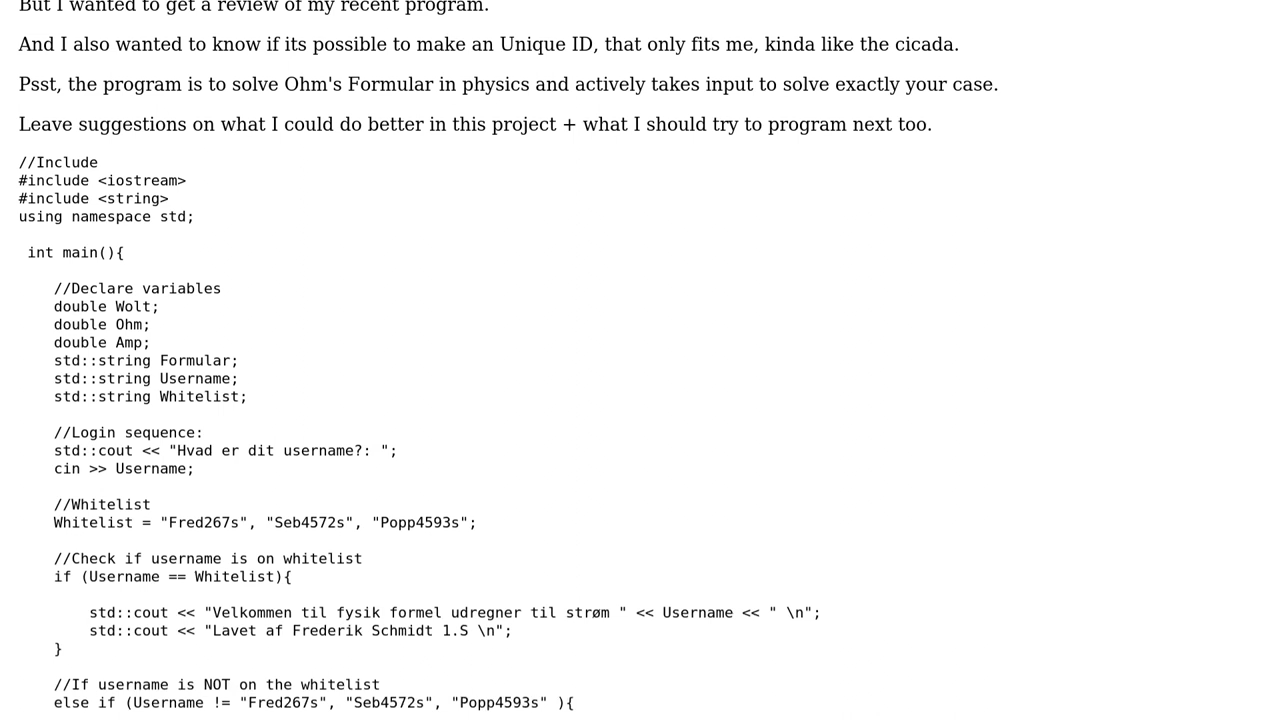 But I wanted to get a review of my recent program.
And I also wanted to know if its possible to make an Unique ID, that only fits me, kinda like the cicada.
Psst, the program is to solve Ohm's Formular in physics and actively takes input to solve exactly your case.
Leave suggestions on what I could do better in this project + what I should try to program next too.
//Include
#include <iostream>
#include <string>
using namespace std;
int main(){
//Declare variables
double Wolt;
double Ohm;
double Amp;
std::string Formular;
std::string Username;
std::string Whitelist;
//Login sequence:
std::cout << "Hvad er dit username?: ";
cin >> Username;
//Whitelist
Whitelist = "Fred267s", "Seb4572s", "Popp4593s";
//Check if username is on whitelist
if (Username == Whitelist){
std::cout << "Velkommen til fysik formel udregner til strøm " << Username << " \n";
std::cout << "Lavet af Frederik Schmidt 1.S \n";
}
//If username is NOT on the whitelist
else if (Username != "Fred267s", "Seb4572s", "Popp4593s" ){